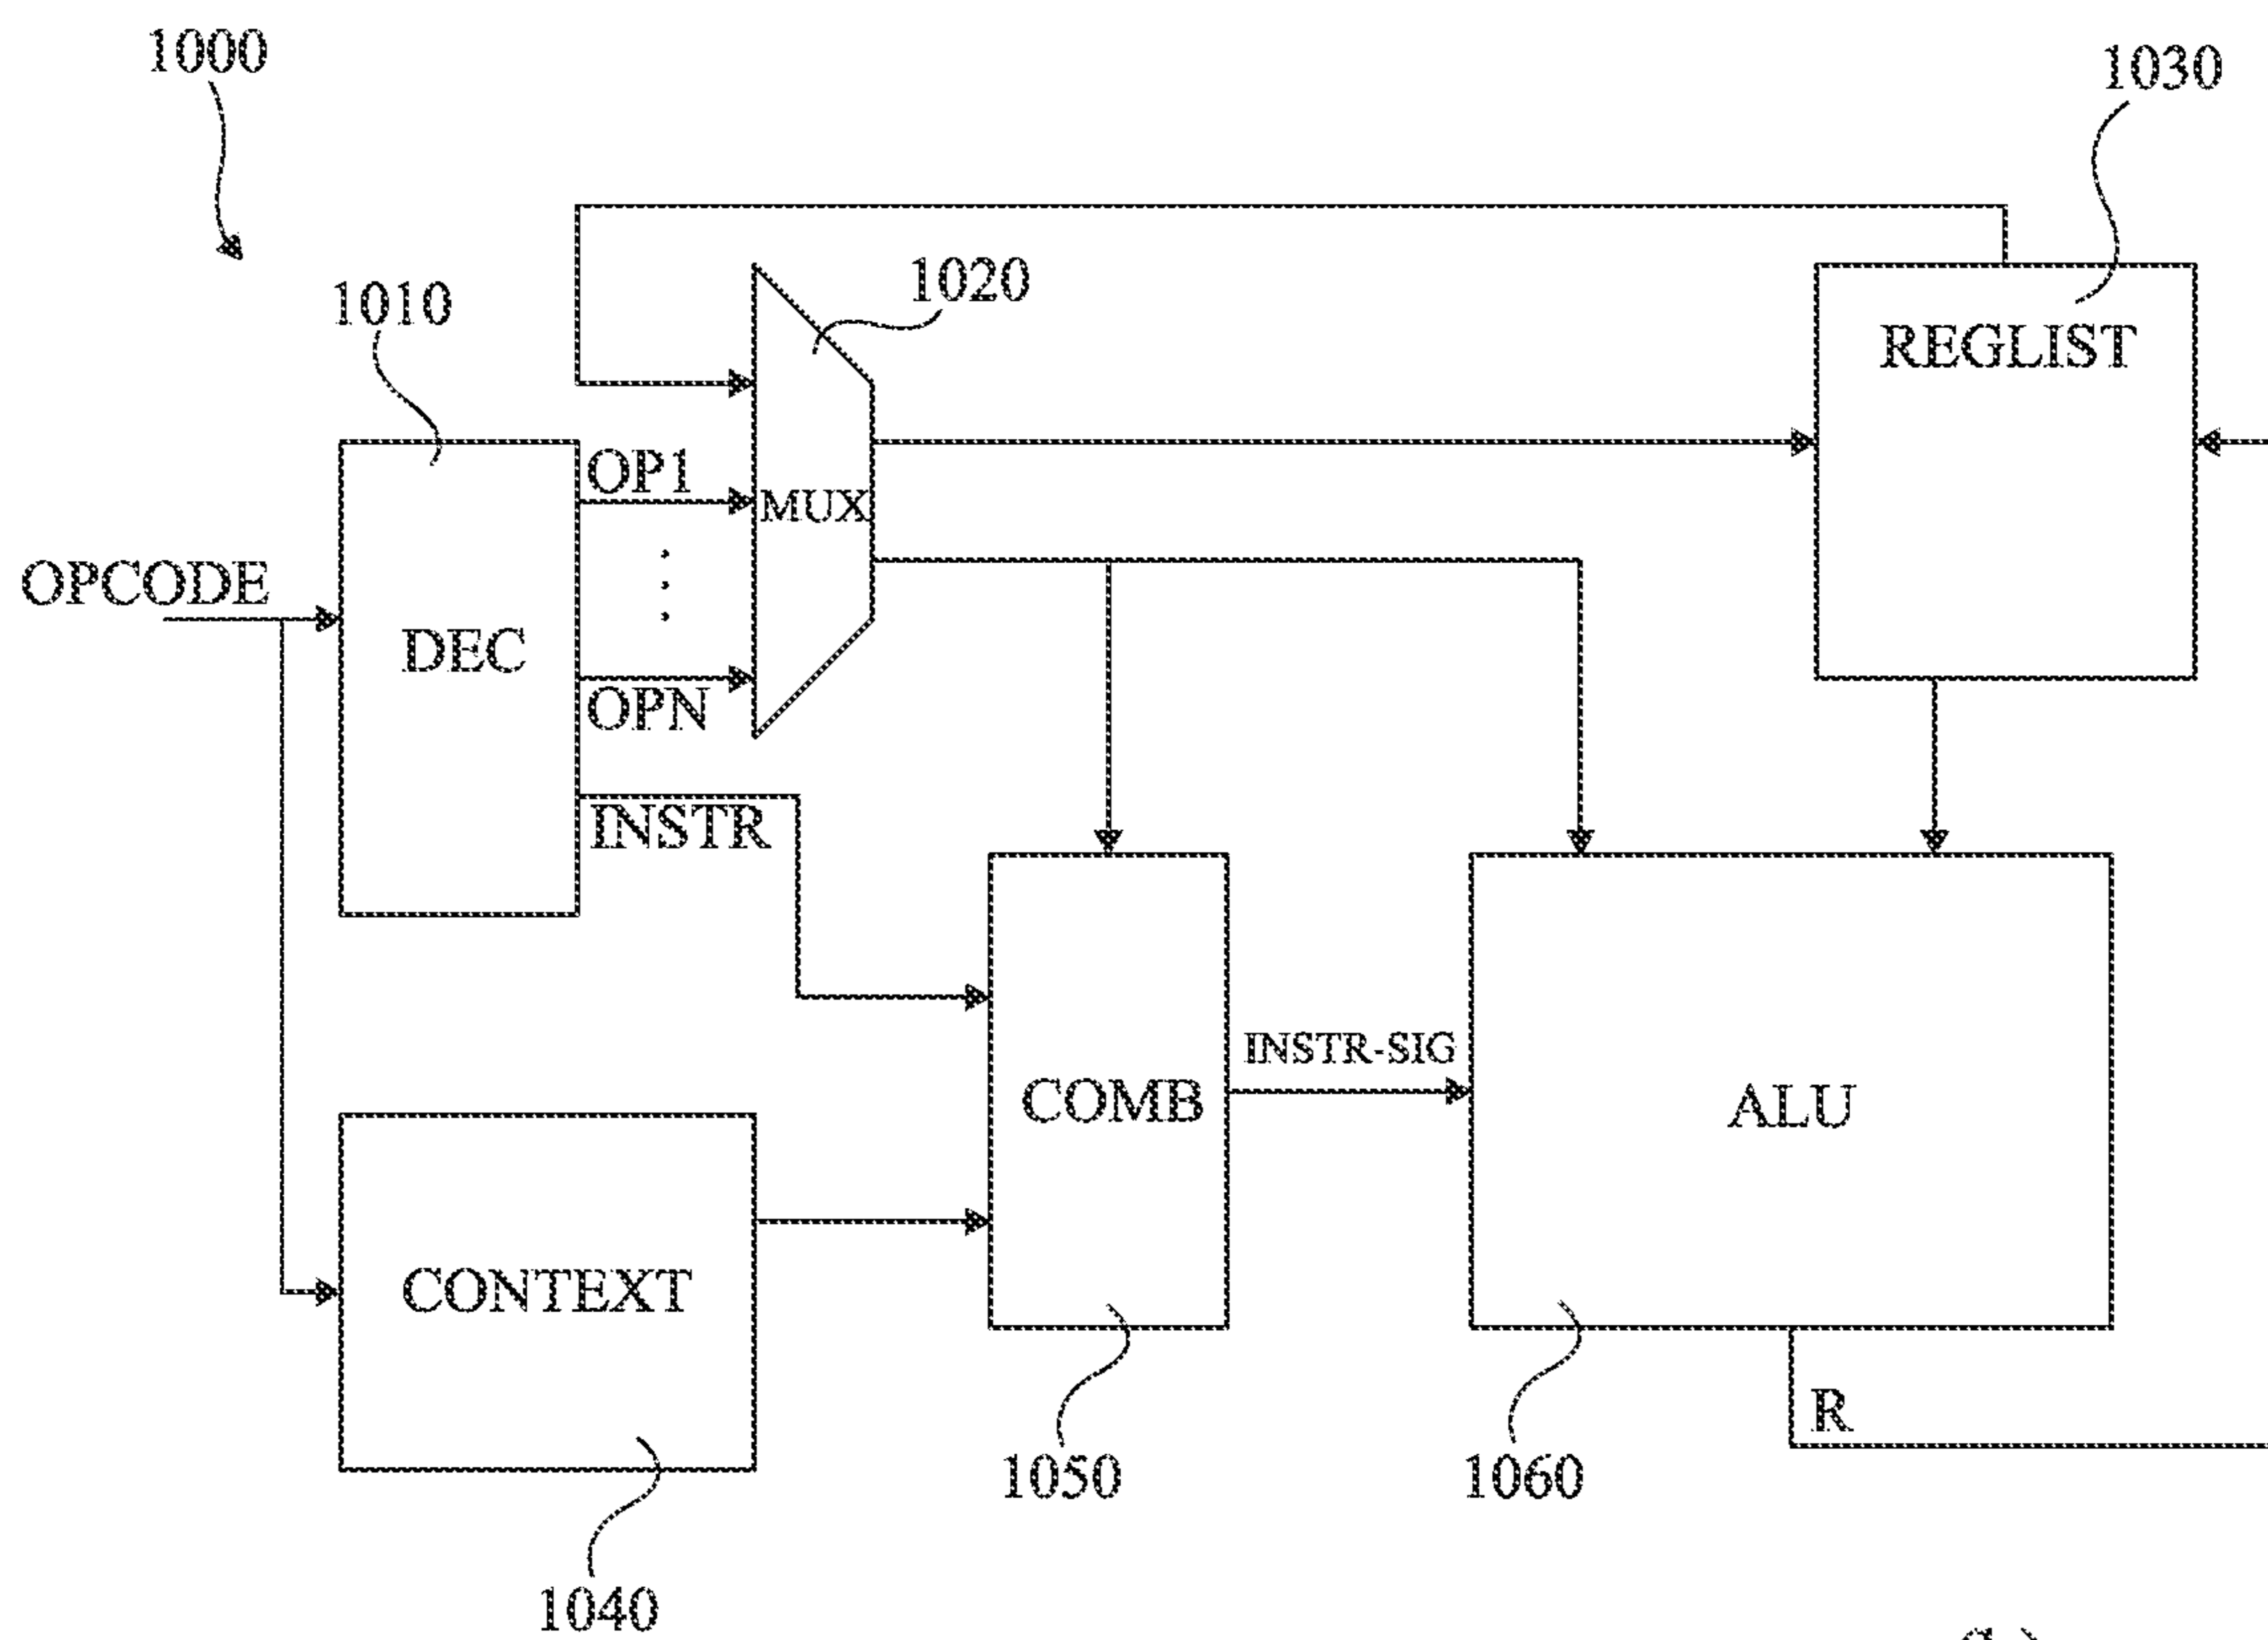 1000
1030
1020
1010
REGLIST
OP1
MUX
OPCODE
DEC
OPN
INSTR
INSTR-SIG
COMB
ALU
CONTEXT
R
1050
1060
1040